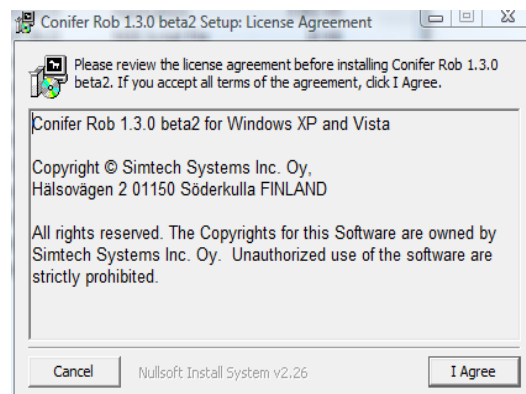 Conifer Rob 1.3.0 beta2 Setup: License Agreement
Please review the license agreement before installing Conifer Rob 1.3.0
beta2. If you accept all terms of the agreement, click I Agree.
Conifer Rob 1.3.0 beta2 for Windows XP and Vista
Copyright © Simtech Systems Inc. Oy,
Hälsovägen 2 01150 Söderkulla FINLAND
All rights reserved. The Copyrights for this Software are owned by
Simtech Systems Inc. Oy.  Unauthorized use of the software are
strictly prohibited.
Cancel
Nullsoft Install System v2.26
I Agree